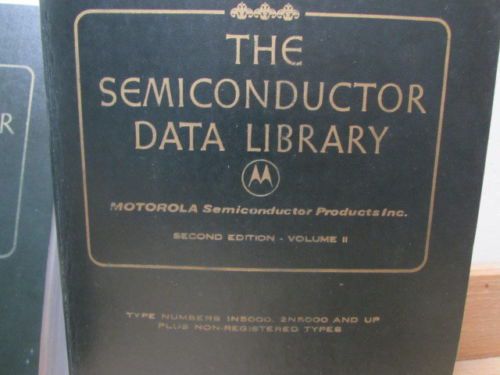 THE
SEMICONDUCTOR
DATA LIBRARY
MOTOROLA Semiconductor Products Inc.
SECOND EDITION - VOLUME II
TYPE NUMBERS 1N5000, 2N5000 AND UP
PLUS NON-REGISTERED TYPES
R